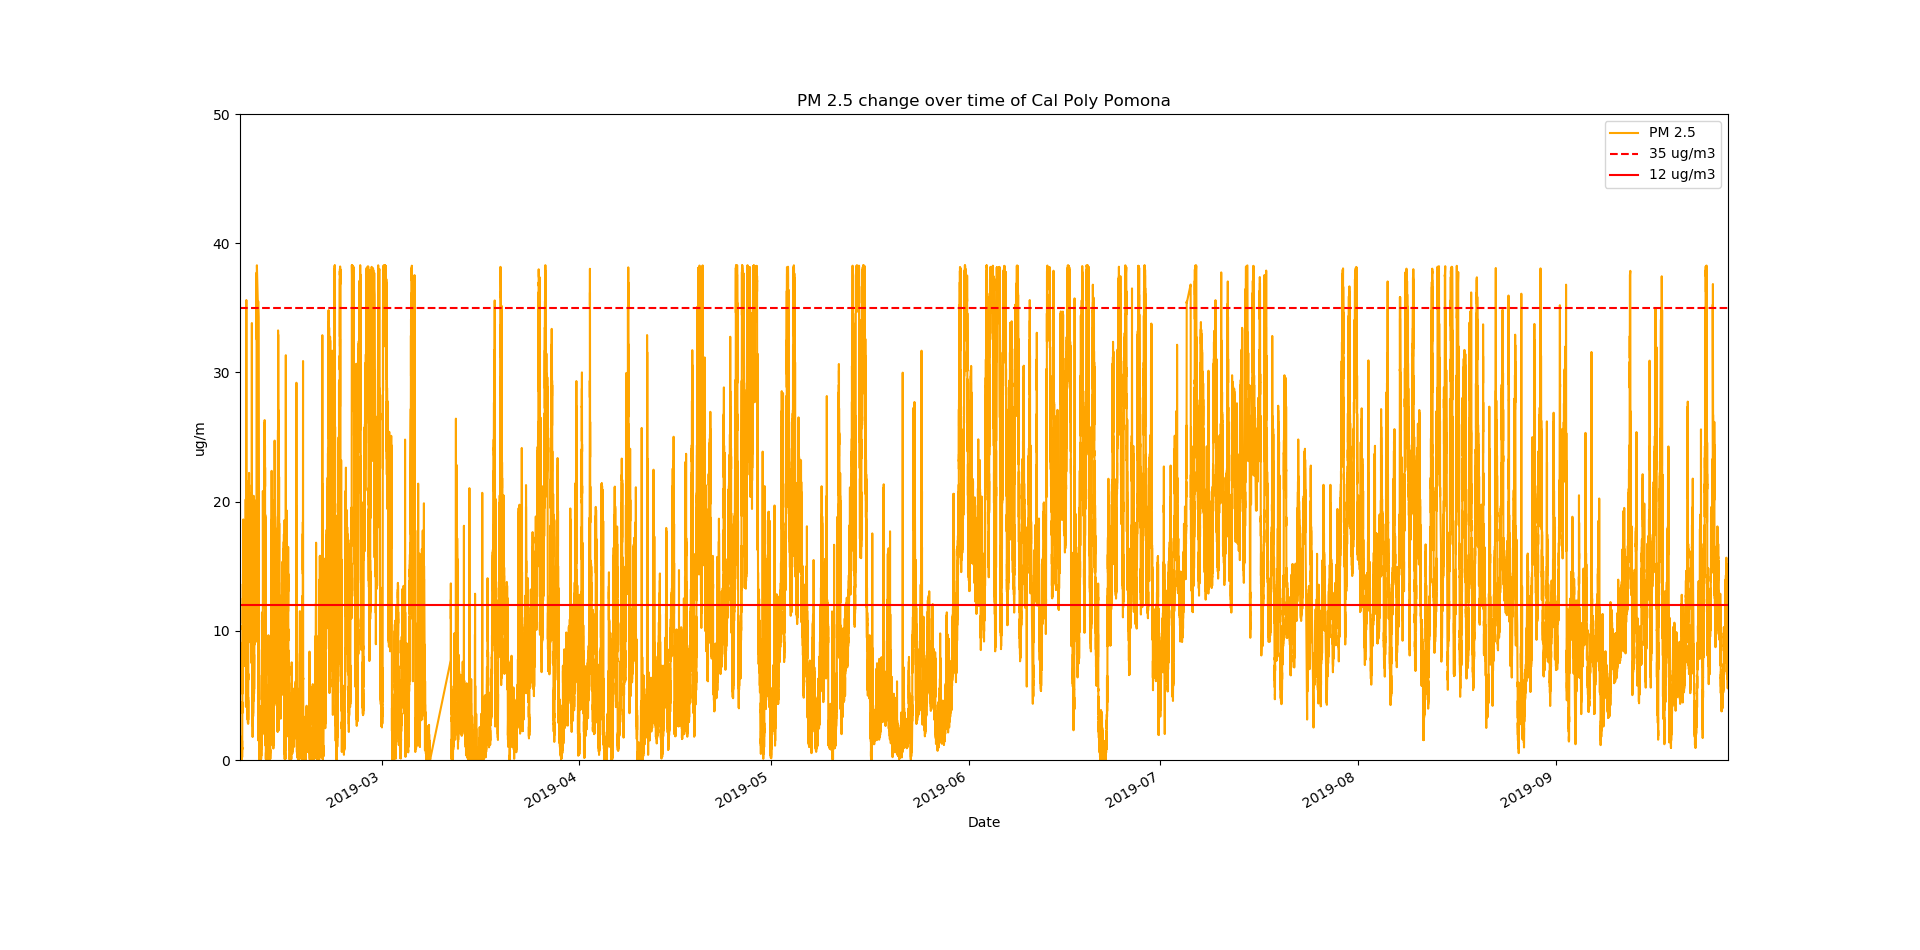 PM 2.5 change over time of Cal Poly Pomona
50
40
30
20
10
0
ug/m
PM 2.5
35 ug/m3
12 ug/m3
2019-03
2019-04
2019-05
2019-06
2019-07
2019-08
2019-09
Date